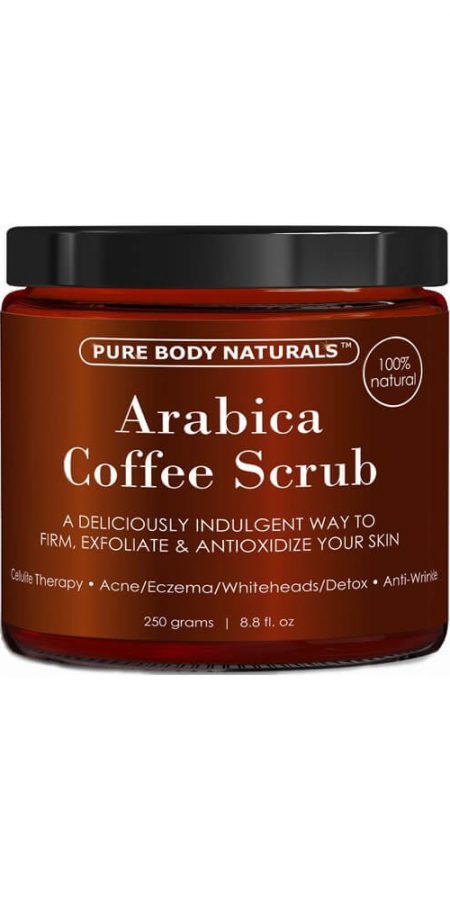 PURE BODY NATURALS™
100%
natural
Arabica
Coffee Scrub
A DELICIOUSLY INDULGENT WAY TO
FIRM, EXFOLIATE & ANTIOXIDIZE YOUR SKIN
Cellulite Therapy • Acne/Eczema/Whiteheads/Detox • Anti-Wrinkle
250 grams | 8.8 fl. oz